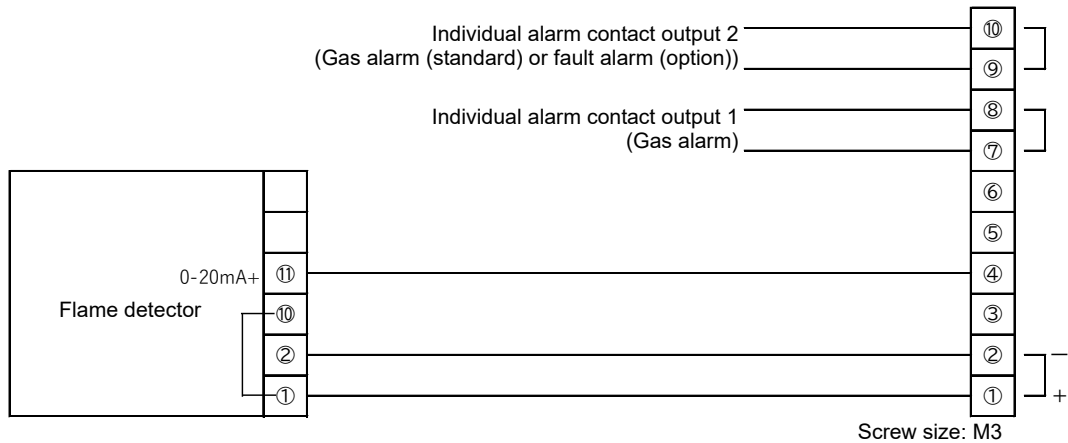 Individual alarm contact output 2
(Gas alarm (standard) or fault alarm (option))
Individual alarm contact output 1
(Gas alarm)
⑩
⑨
⑧
⑦
⑥
⑤
④
③
② −
① +
Screw size: M3
Flame detector
0-20mA+ ⑪
⑩
②
①